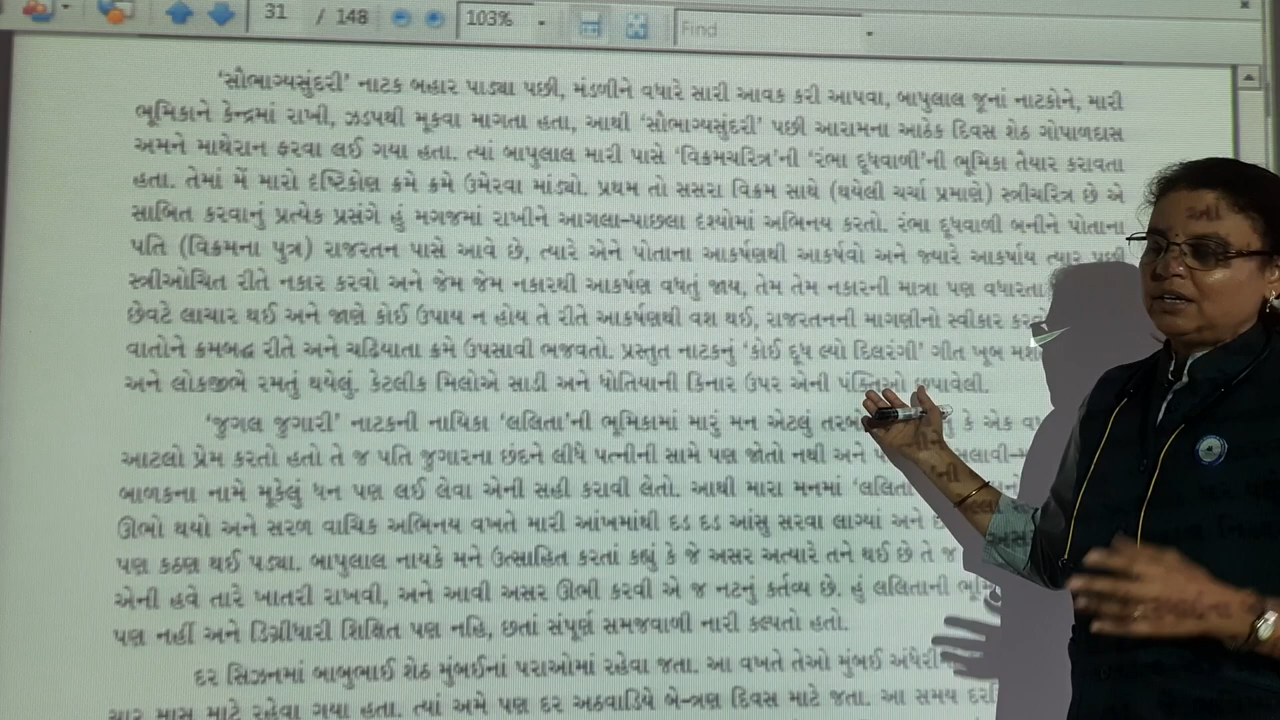 31 / 148 103% Find
‘સૌભાગ્યસુંદરી’ નાટક બહાર પાડ્યા પછી, મંડળીને વધારે સારી આવક કરી આપવા, બાપુલાલ જૂનાં નાટકોને, મારી
ભૂમિકાને કેન્દ્રમાં રાખી, ઝડપથી મૂકવા માગતા હતા, આથી ‘સૌભાગ્યસુંદરી’ પછી આરામના આઠેક દિવસ શેઠ ગોપાળદાસ
અમને માથેરાન ફરવા લઈ ગયા હતા. ત્યાં બાપુલાલ મારી પાસે ‘વિક્રમચરિત્ર’ની ‘રંભા દૂધવાળી’ની ભૂમિકા તૈયાર કરાવતા
હતા. તેમાં મેં મારો દૃષ્ટિકોણ ક્રમે ક્રમે ઉમેરવા માંડ્યો. પ્રથમ તો સસરા વિક્રમ સાથે (થયેલી ચર્ચા પ્રમાણે) સ્ત્રીચરિત્ર છે એ
સાબિત કરવાનું પ્રત્યેક પ્રસંગે હું મગજમાં રાખીને આગલા–પાછલા દૃશ્યોમાં અભિનય કરતો. રંભા દૂધવાળી બનીને પોતાના
પતિ (વિક્રમના પુત્ર) રાજરતન પાસે આવે છે, ત્યારે એને પોતાના આકર્ષણથી આકર્ષવો અને જ્યારે આકર્ષાય ત્યાર પછી
સ્ત્રીઓચિત રીતે નકાર કરવો અને જેમ જેમ નકારથી આકર્ષણ વધતું જાય, તેમ તેમ નકારની માત્રા પણ વધારતા
છેવટે લાચાર થઈ અને જાણે કોઈ ઉપાય ન હોય તે રીતે આકર્ષણથી વશ થઈ, રાજરતનની માગણીનો સ્વીકાર
વાતોને ક્રમબદ્ધ રીતે અને ચઢિયાતા ક્રમે ઉપસાવી ભજવતો. પ્રસ્તુત નાટકનું ‘કોઈ દૂધ લ્યો દિલરંગી’ ગીત ખૂબ
અને લોકજીભે રમતું થયેલું. કેટલીક મિલોએ સાડી અને ધોતિયાની કિનાર ઉપર એની પંક્તિઓ છપાવેલી.
‘જુગલ જુગારી’ નાટકની નાયિકા ‘લલિતા’ની ભૂમિકામાં મારું મન એટલું કે એક
આટલો પ્રેમ કરતો હતો તે જ પતિ જુગારના છંદને લીધે પત્નીની સામે પણ જોતો નથી અને
બાળકના નામે મૂકેલું ધન પણ લઈ લેવા એની સહી કરાવી લેતો. આથી મારા મનમાં ‘લલિતા’ની
ઊભો થયો અને સરળ વાચિક અભિનય વખતે મારી આંખમાંથી દડ દડ આંસુ સરવા લાગ્યાં અને
પણ કઠણ થઈ પડ્યા. બાપુલાલ નાયકે મને ઉત્સાહિત કરતાં કહ્યું કે જે અસર અત્યારે તને થઈ છે તે જ
એની હવે તારે ખાતરી રાખવી, અને આવી અસર ઊભી કરવી એ જ નટનું કર્તવ્ય છે. હું લલિતાની
પણ નહીં અને ડિગ્રીધારી શિક્ષિત પણ નહિ, છતાં સંપૂર્ણ સમજવાળી નારી કલ્પતો હતો.
દર સિઝનમાં બાબુભાઈ શેઠ મુંબઈનાં પરાઓમાં રહેવા જતા. આ વખતે તેઓ મુંબઈ
ચાર માસ માટે રહેવા ગયા હતા. ત્યાં અમે પણ દર અઠવાડિયે બે–ત્રણ દિવસ માટે જતા. આ સમય